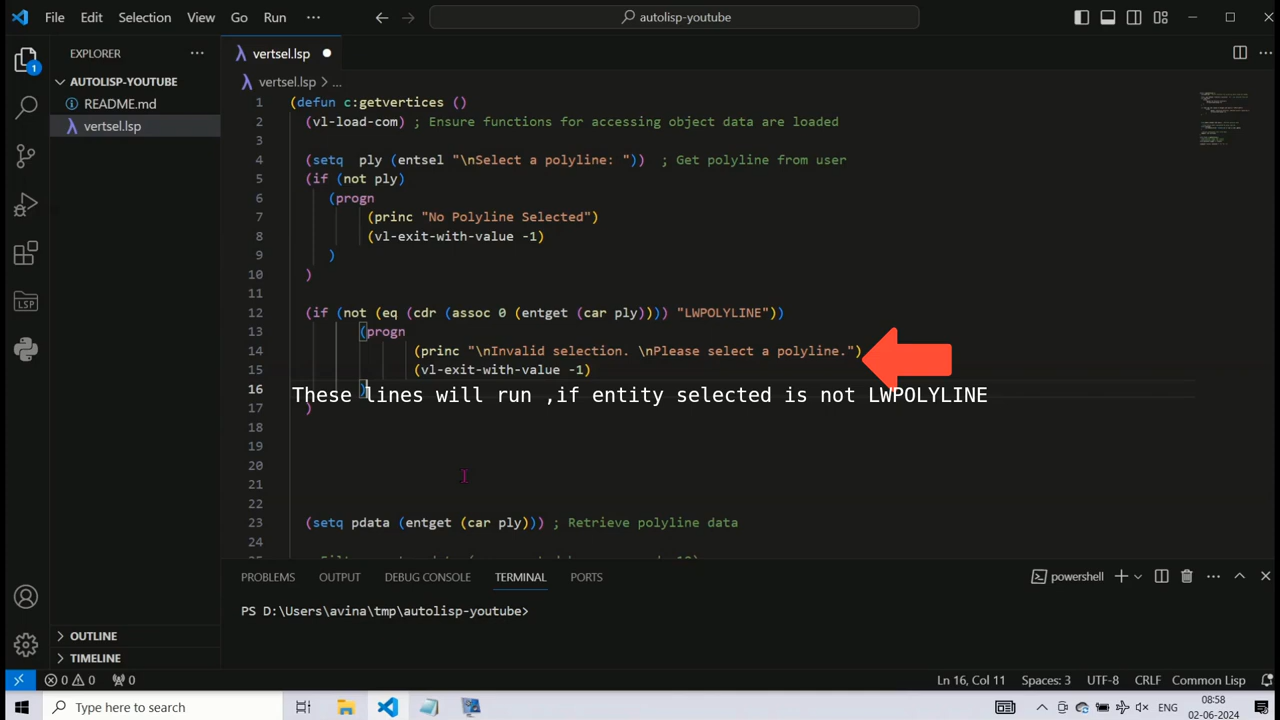 File Edit Selection View Go Run ··· autolisp-youtube
EXPLORER ···
AUTOLISP-YOUTUBE
README.md
vertsel.lsp
OUTLINE
TIMELINE
1
LSP
vertsel.lsp
vertsel.lsp > ...
1 (defun c:getvertices ()
2 (vl-load-com) ; Ensure functions for accessing object data are loaded
3
4 (setq ply (entsel "\nSelect a polyline: ")) ; Get polyline from user
5 (if (not ply)
6 (progn
7 (princ "No Polyline Selected")
8 (vl-exit-with-value -1)
9 )
10 )
11
12 (if (not (eq (cdr (assoc 0 (entget (car ply)))) "LWPOLYLINE"))
13 (progn
14 (princ "\nInvalid selection. \nPlease select a polyline.")
15 (vl-exit-with-value -1)
16 )
These lines will run ,if entity selected is not LWPOLYLINE
17 )
18
19
20
21
22
23 (setq pdata (entget (car ply))) ; Retrieve polyline data
24
PROBLEMS OUTPUT DEBUG CONSOLE TERMINAL PORTS powershell
PS D:\Users\avina\tmp\autolisp-youtube>
0 0 0 Ln 16, Col 11 Spaces: 3 UTF-8 CRLF Common Lisp
Type here to search ENG 08:58
02-06-2024